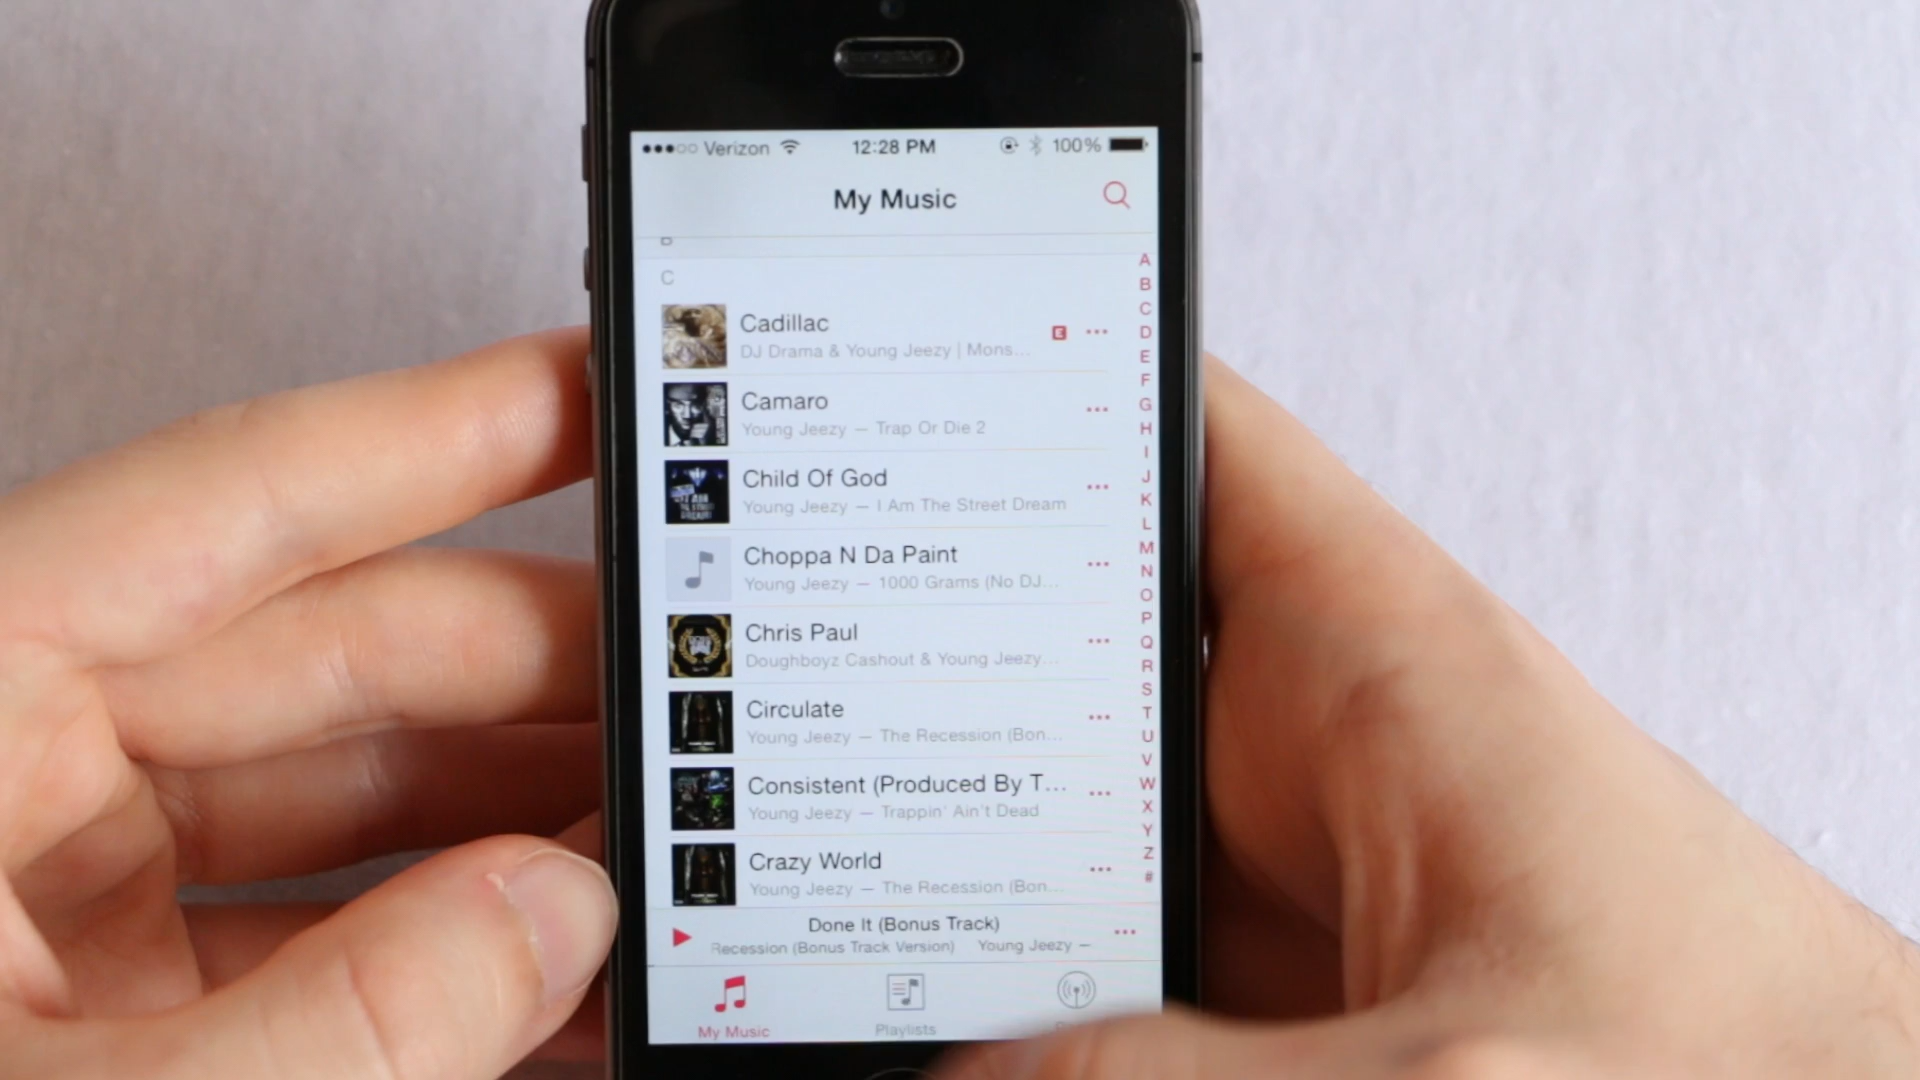 Verizon 12:28 PM 100%
My Music
B
C
Cadillac
DJ Drama & Young Jeezy | Mons...
E
Camaro
Young Jeezy — Trap Or Die 2
Child Of God
Young Jeezy — I Am The Street Dream
Choppa N Da Paint
Young Jeezy — 1000 Grams (No DJ...
Chris Paul
Doughboyz Cashout & Young Jeezy...
Circulate
Young Jeezy — The Recession (Bon...
Consistent (Produced By T...
Young Jeezy — Trappin' Ain't Dead
Crazy World
Young Jeezy — The Recession (Bon...
A
B
C
D
E
F
G
H
I
J
K
L
M
N
O
P
Q
R
S
T
U
V
W
X
Y
Z
#
Done It (Bonus Track)
Recession (Bonus Track Version) Young Jeezy —
My Music
Playlists